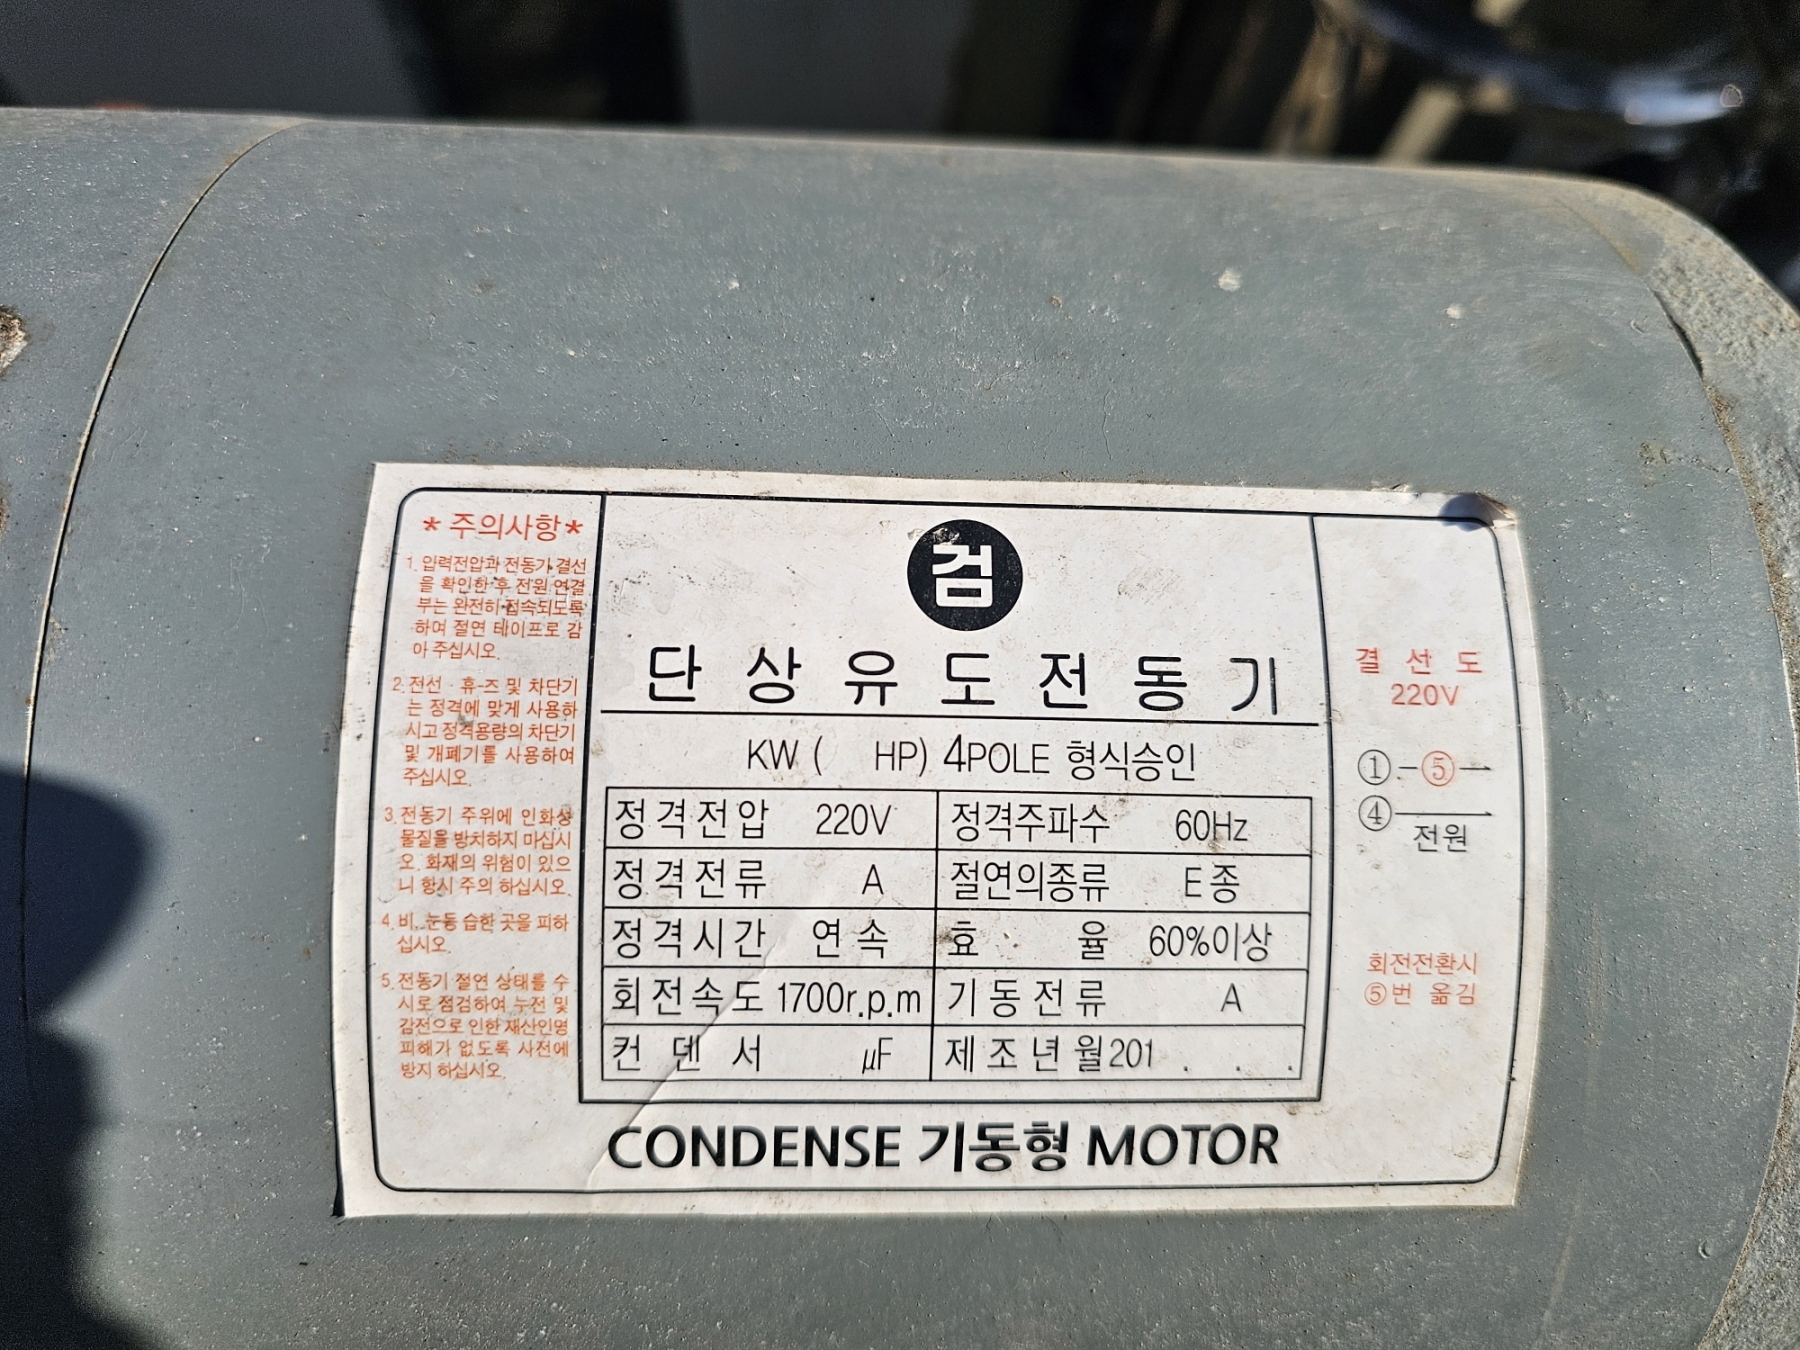 * 주의사항 *
1. 입력전압과 전동기 결선
을 확인한 후 전원 연결
부는 완전히 접속되도록
하여 절연 테이프로 감
아 주십시오.
2. 전선 · 휴-즈 및 차단기
는 정격에 맞게 사용하
시고 정격용량의 차단기
및 개폐기를 사용하여
주십시오.
3. 전동기 주위에 인화성
물질을 방치하지 마십시
오. 화재의 위험이 있으
니 항시 주의 하십시오.
4. 비, 눈등 습한 곳을 피하
십시오.
5. 전동기 절연 상태를 수
시로 점검하여 누전 및
감전으로 인한 재산인명
피해가 없도록 사전에
방지 하십시오.
검
단상유도전동기
KW ( HP) 4POLE 형식승인
정격전압 220V 정격주파수 60Hz
정격전류 A 절연의종류 E종
정격시간 연속 효율 60%이상
회전속도 1700r.p.m 기동전류 A
컨덴서 μF 제조년월 201 . . .
CONDENSE 기동형 MOTOR
결선도
220V
①-⑤-
④
전원
회전전환시
⑤번 옮김